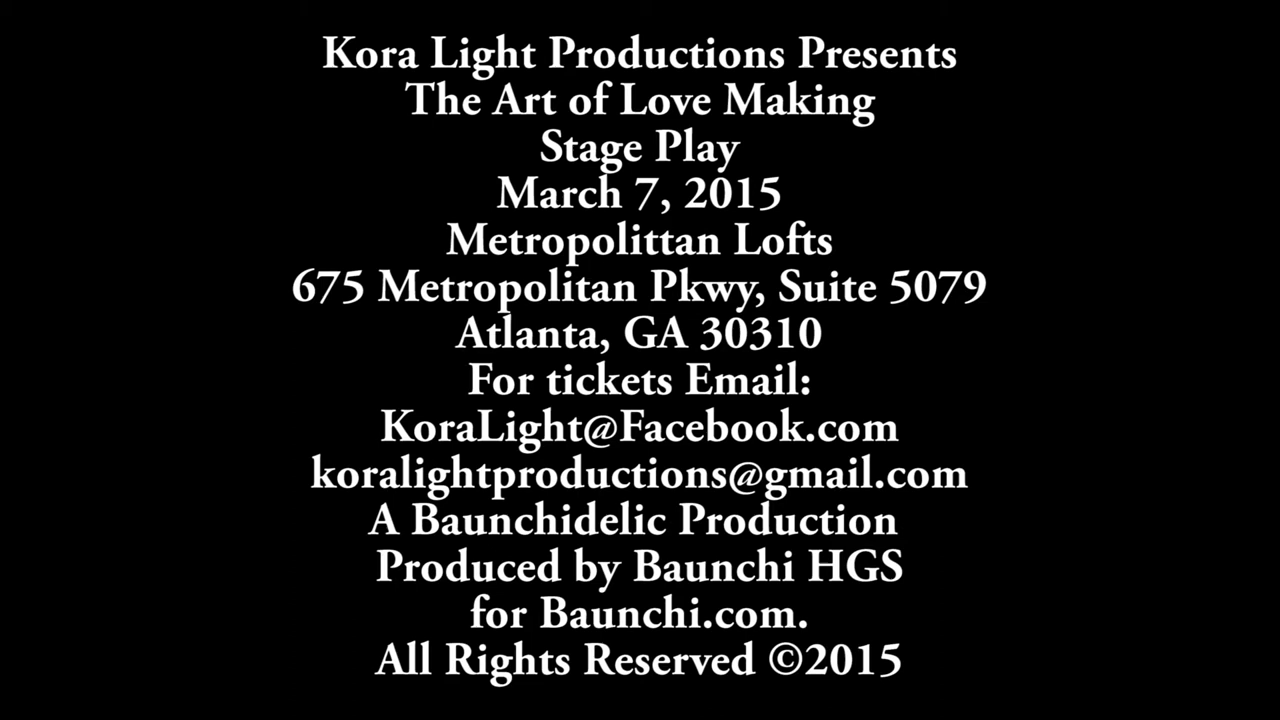 Kora Light Productions Presents
The Art of Love Making
Stage Play
March 7, 2015
Metropolittan Lofts
675 Metropolitan Pkwy, Suite 5079
Atlanta, GA 30310
For tickets Email:
KoraLight@Facebook.com
koralightproductions@gmail.com
A Baunchidelic Production
Produced by Baunchi HGS
for Baunchi.com.
All Rights Reserved ©2015